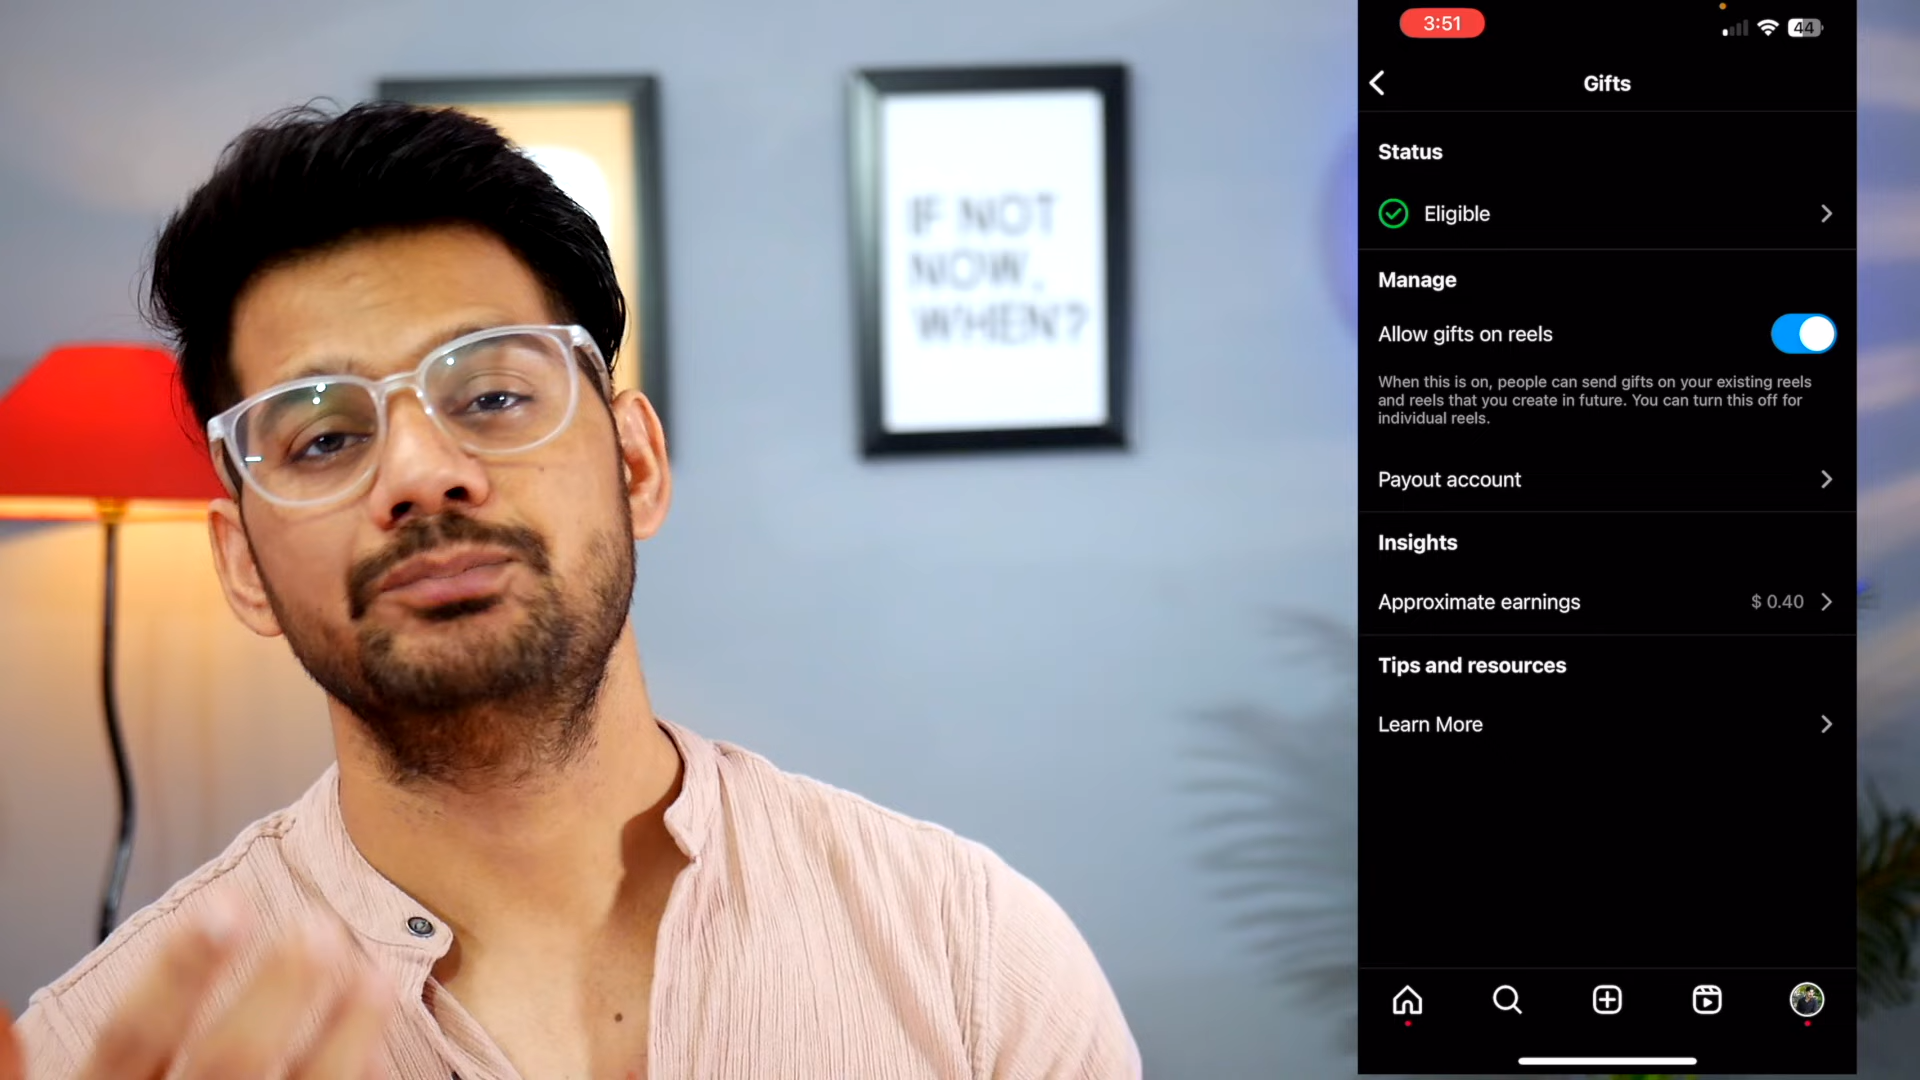 IF NOT
NOW,
WHEN?
3:51
44
Gifts
Status
Eligible
Manage
Allow gifts on reels
When this is on, people can send gifts on your existing reels
and reels that you create in future. You can turn this off for
individual reels.
Payout account
Insights
Approximate earnings $ 0.40
Tips and resources
Learn More